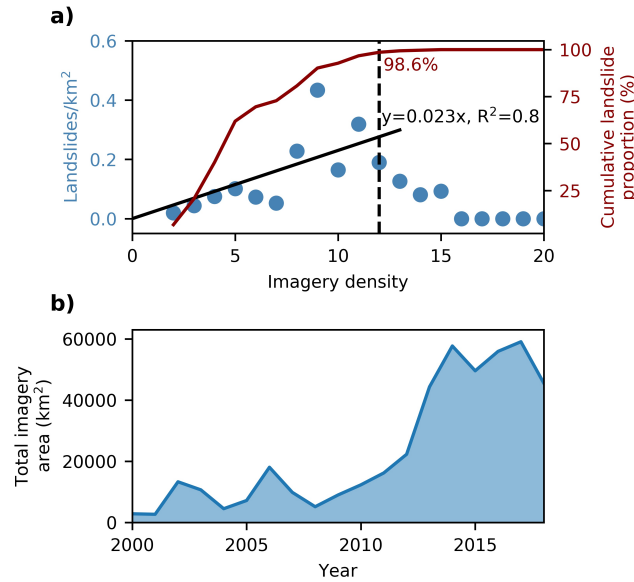 a)
0.6
0.4
0.2
0.0
Landslides/km²
0
5
10
15
20
Imagery density
100
75
50
25
Cumulative landslide
proportion (%)
98.6%
y=0.023x, R²=0.8
b)
60000
40000
20000
0
Total imagery
area (km²)
2000
2005
2010
2015
Year